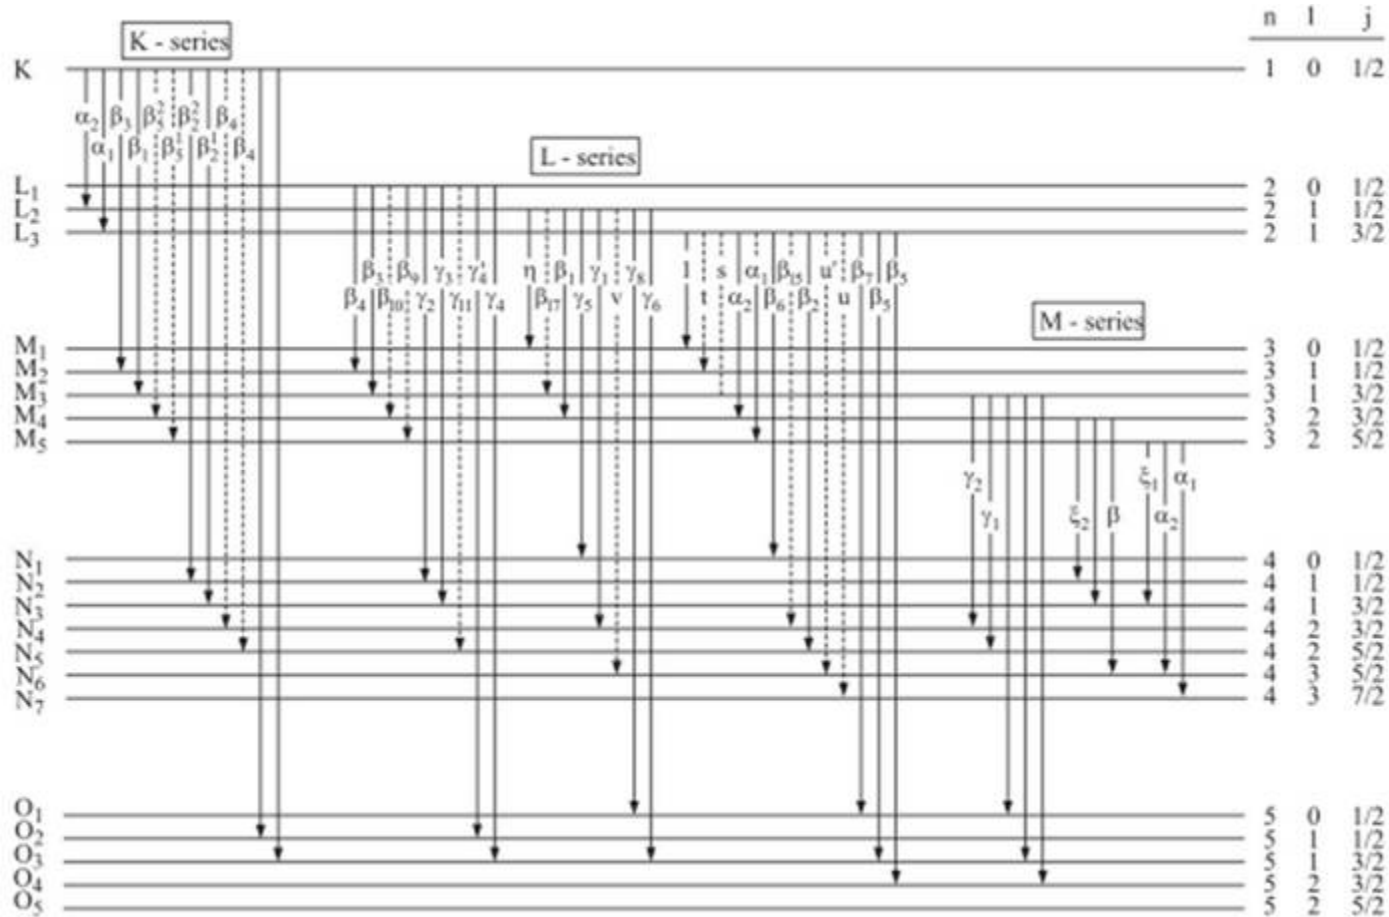 n l j
K - series
K 1 0 1/2
α₂ β₃ β₅² β₂² β₄
α₁ β₁ β₅¹ β₂¹ β₄
L - series
L₁ 2 0 1/2
L₂ 2 1 1/2
L₃ 2 1 3/2
β₃ β₉ γ₃ γ₄' η β₁ γ₁ γ₈ l s α₁ β₁₅ u' β₇ β₅
β₄ β₁₀ γ₂ γ₁₁ γ₄ β₁₇ γ₅ v γ₆ t α₂ β₆ β₂ u β₅
M - series
M₁ 3 0 1/2
M₂ 3 1 1/2
M₃ 3 1 3/2
M₄ 3 2 3/2
M₅ 3 2 5/2
γ₂ ξ₁ α₁
γ₁ ξ₂ β α₂
N₁ 4 0 1/2
N₂ 4 1 1/2
N₃ 4 1 3/2
N₄ 4 2 3/2
N₅ 4 2 5/2
N₆ 4 3 5/2
N₇ 4 3 7/2
O₁ 5 0 1/2
O₂ 5 1 1/2
O₃ 5 1 3/2
O₄ 5 2 3/2
O₅ 5 2 5/2